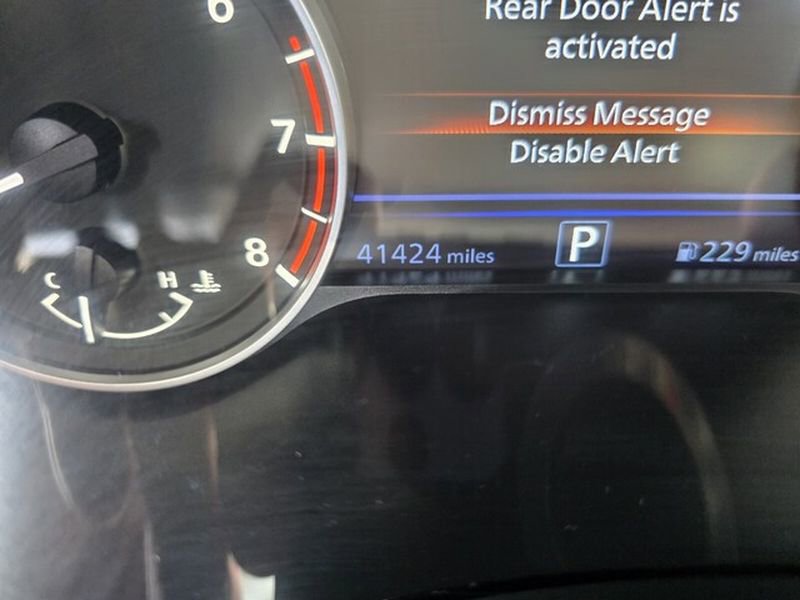 6
7
8
C H
Rear Door Alert is
activated
Dismiss Message
Disable Alert
41424 miles P 229 miles